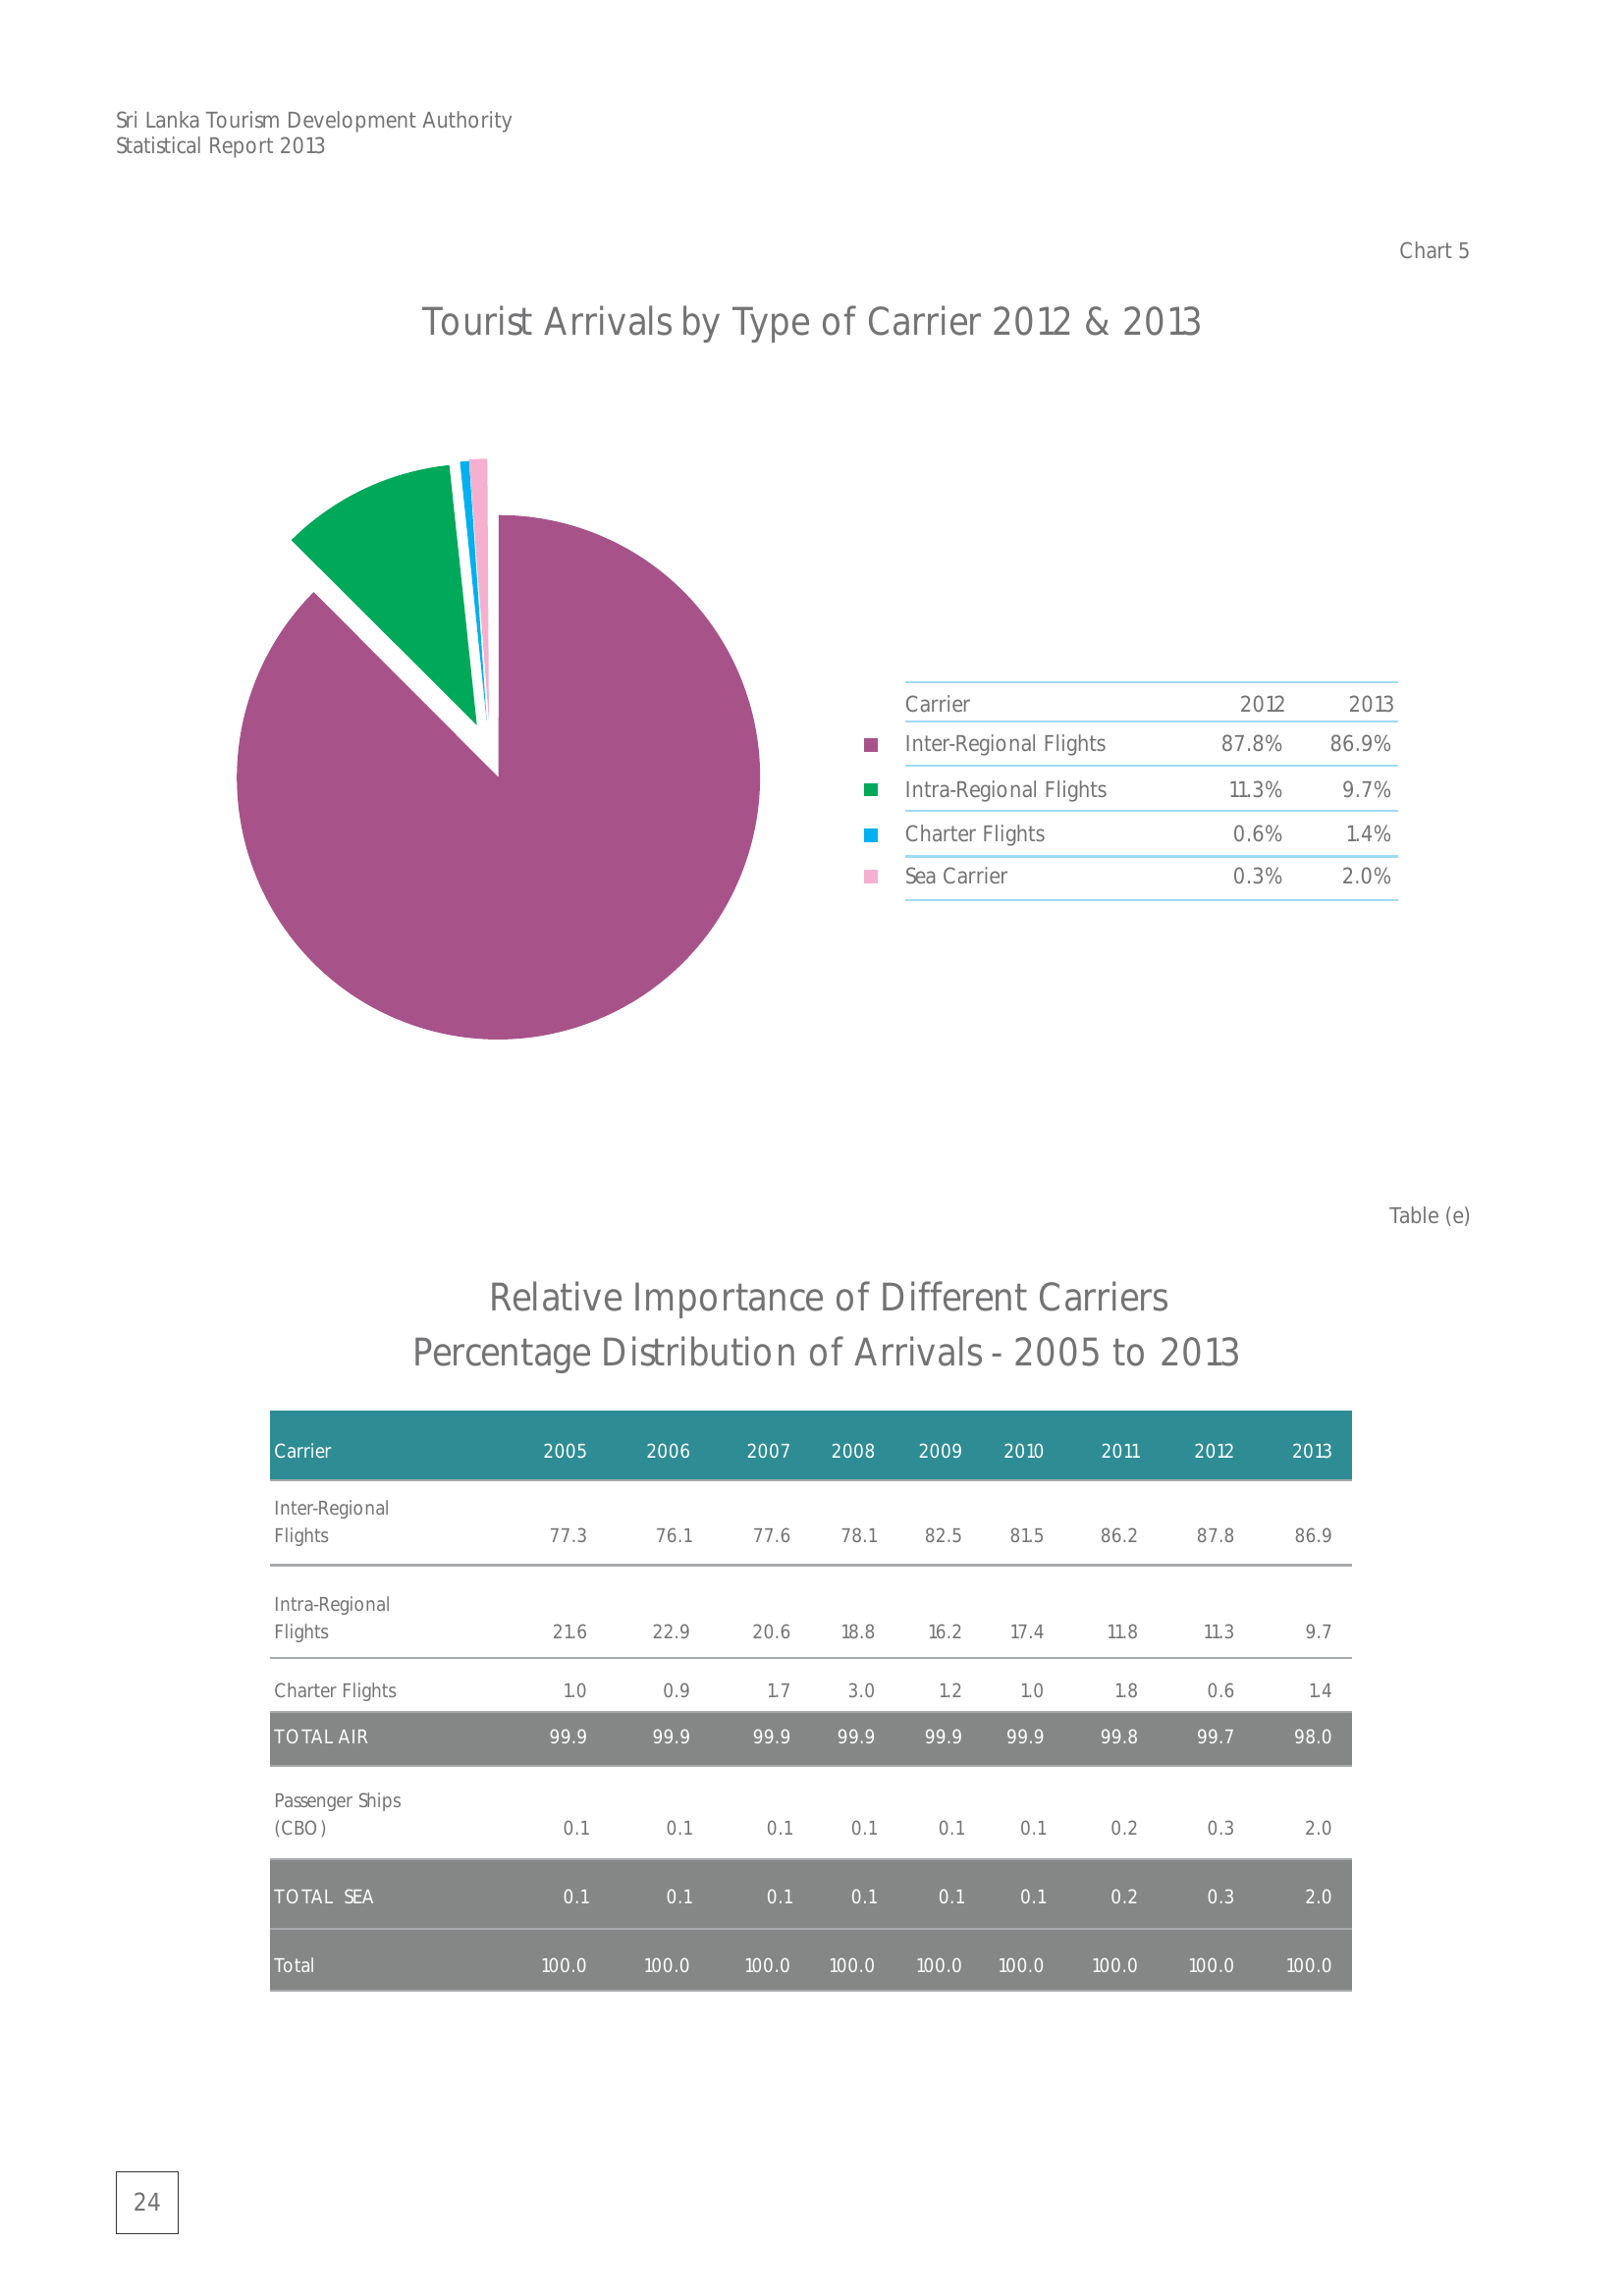 Sri Lanka Tourism Development Authority
Statistical Report 2013
Chart 5
Tourist Arrivals by Type of Carrier 2012 & 2013
Carrier 2012 2013
Inter-Regional Flights 87.8% 86.9%
Intra-Regional Flights 11.3% 9.7%
Charter Flights 0.6% 1.4%
Sea Carrier 0.3% 2.0%
Table (e)
Relative Importance of Different Carriers
Percentage Distribution of Arrivals - 2005 to 2013
Carrier 2005 2006 2007 2008 2009 2010 2011 2012 2013
Inter-Regional
Flights 77.3 76.1 77.6 78.1 82.5 81.5 86.2 87.8 86.9
Intra-Regional
Flights 21.6 22.9 20.6 18.8 16.2 17.4 11.8 11.3 9.7
Charter Flights 1.0 0.9 1.7 3.0 1.2 1.0 1.8 0.6 1.4
TOTAL AIR 99.9 99.9 99.9 99.9 99.9 99.9 99.8 99.7 98.0
Passenger Ships
(CBO) 0.1 0.1 0.1 0.1 0.1 0.1 0.2 0.3 2.0
TOTAL SEA 0.1 0.1 0.1 0.1 0.1 0.1 0.2 0.3 2.0
Total 100.0 100.0 100.0 100.0 100.0 100.0 100.0 100.0 100.0
24